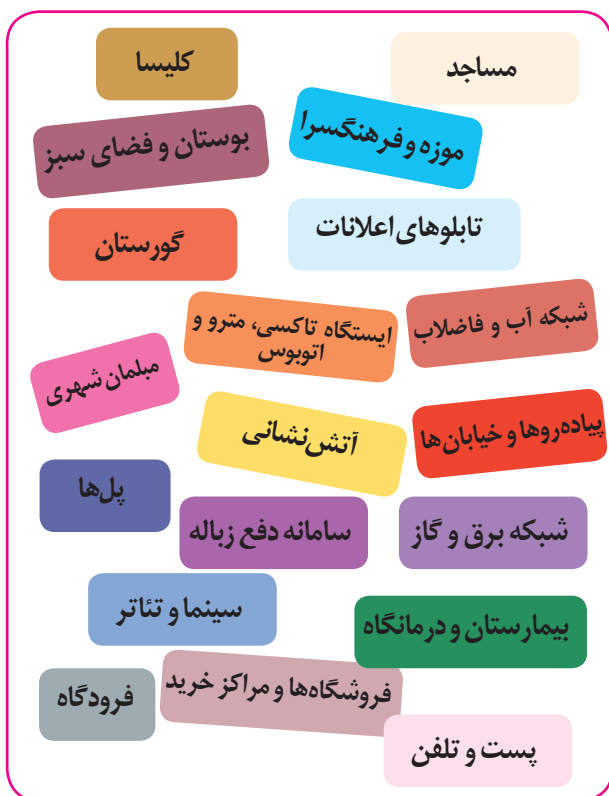 مساجد
کلیسا
موزه و فرهنگسرا
بوستان و فضای سبز
تابلوهای اعلانات
گورستان
شبکه آب و فاضلاب
ایستگاه تاکسی، مترو و
اتوبوس
مبلمان شهری
پیاده‌روها و خیابان‌ها
آتش‌نشانی
پل‌ها
شبکه برق و گاز
سامانه دفع زباله
سینما و تئاتر
بیمارستان و درمانگاه
فروشگاه‌ها و مراکز خرید
فرودگاه
پست و تلفن